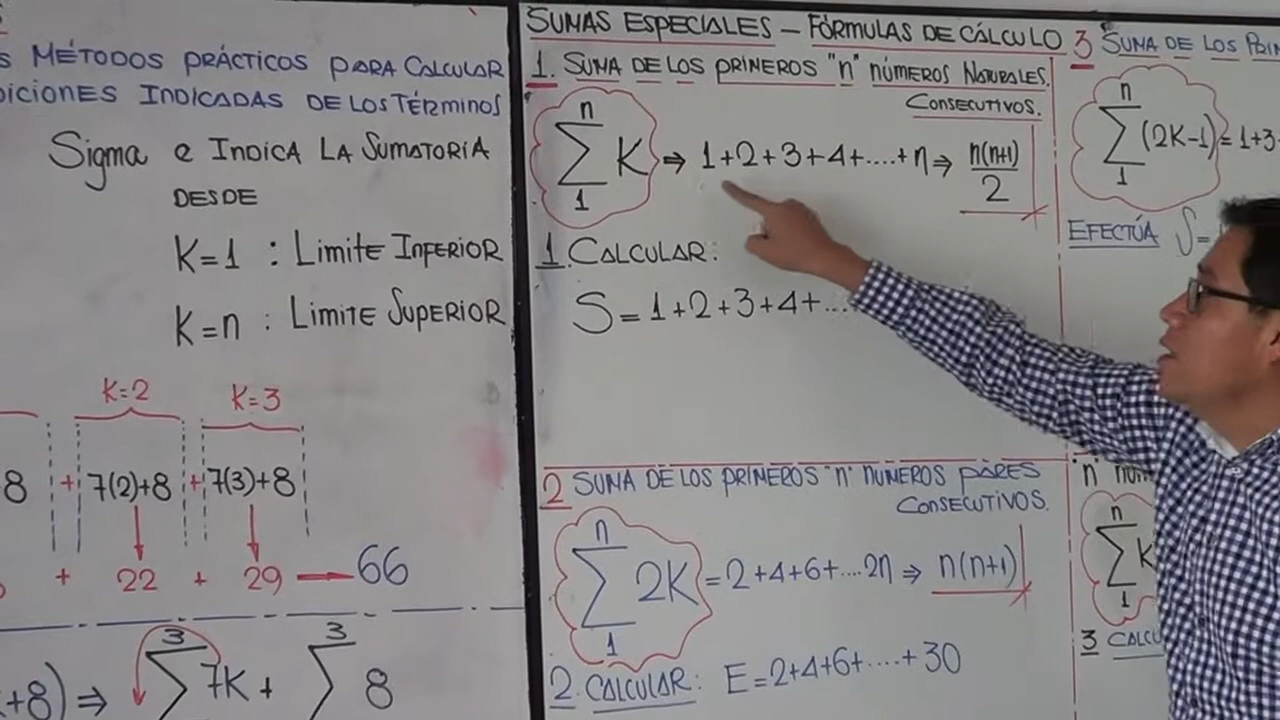 MÉTODOS PRÁCTICOS PARA CALCULAR
INDICADAS DE LOS TÉRMINOS
Sigma e INDICA LA SUMATORIA
DESDE
K=1 : LIMITE INFERIOR
K=n : LIMITE SUPERIOR
K=2 K=3
8 + 7(2)+8 + 7(3)+8
+ 22 + 29 — 66
+8) ⇒ 3 Σ 7K + 3 Σ 8
SUMAS ESPECIALES – FÓRMULAS DE CÁLCULO
1. SUMA DE LOS PRIMEROS "n" NÚMEROS NATURALES.
CONSECUTIVOS.
n Σ 1 K ⇒ 1+2+3+4+....+n ⇒ n(n+1)/2
1. CALCULAR:
S = 1+2+3+4+...
2 SUMA DE LOS PRIMEROS "n" NUMEROS PARES
CONSECUTIVOS.
n Σ 1 2K = 2+4+6+....2n ⇒ n(n+1)
2. CALCULAR: E = 2+4+6+....+30
3 SUMA DE LOS
n Σ 1 (2K-1) = 1+3
EFECTÚA S =
"n"
n Σ 1 K
3